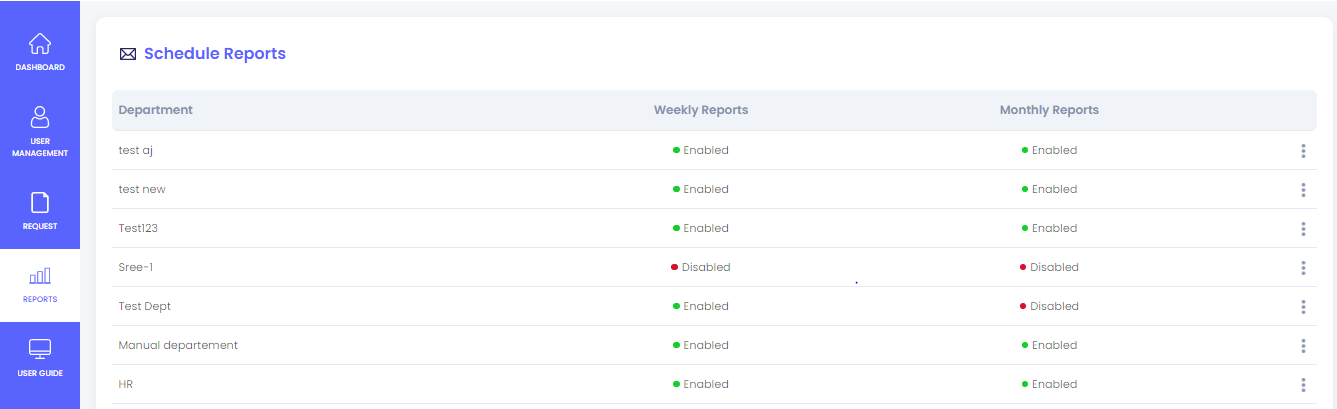 DASHBOARD
USER
MANAGEMENT
REQUEST
REPORTS
USER GUIDE
Schedule Reports
Department Weekly Reports Monthly Reports
test aj Enabled Enabled
test new Enabled Enabled
Test123 Enabled Enabled
Sree-1 Disabled Disabled
Test Dept Enabled Disabled
Manual departement Enabled Enabled
HR Enabled Enabled